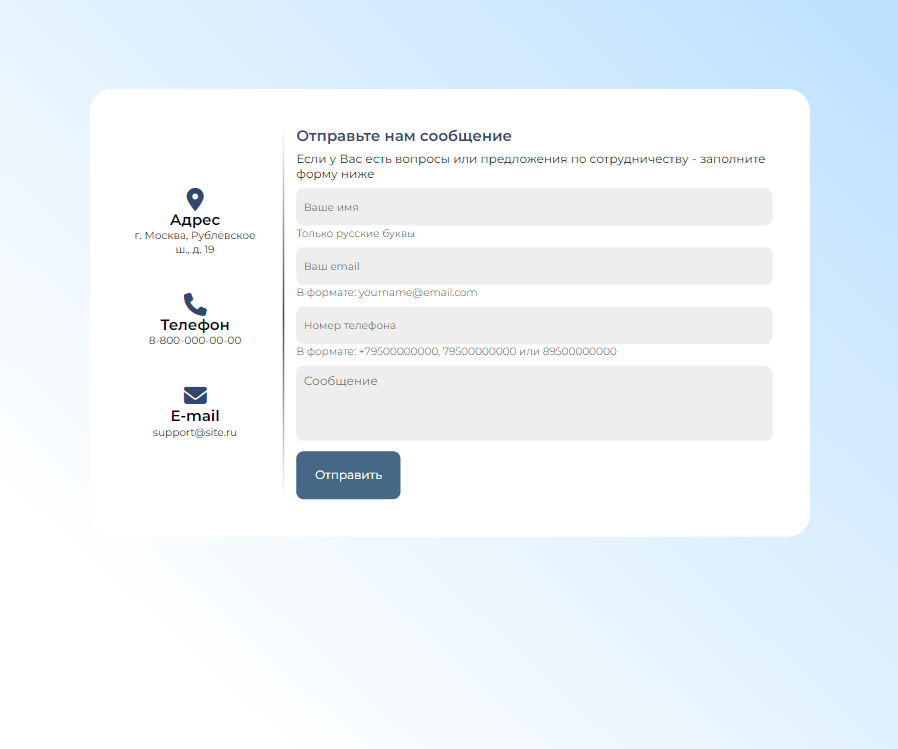 Адрес
г. Москва, Рублёвское
ш., д. 19
Телефон
8-800-000-00-00
E-mail
support@site.ru
Отправьте нам сообщение
Если у Вас есть вопросы или предложения по сотрудничеству - заполните
форму ниже
Ваше имя
Только русские буквы
Ваш email
В формате: yourname@email.com
Номер телефона
В формате: +79500000000, 79500000000 или 89500000000
Сообщение
Отправить